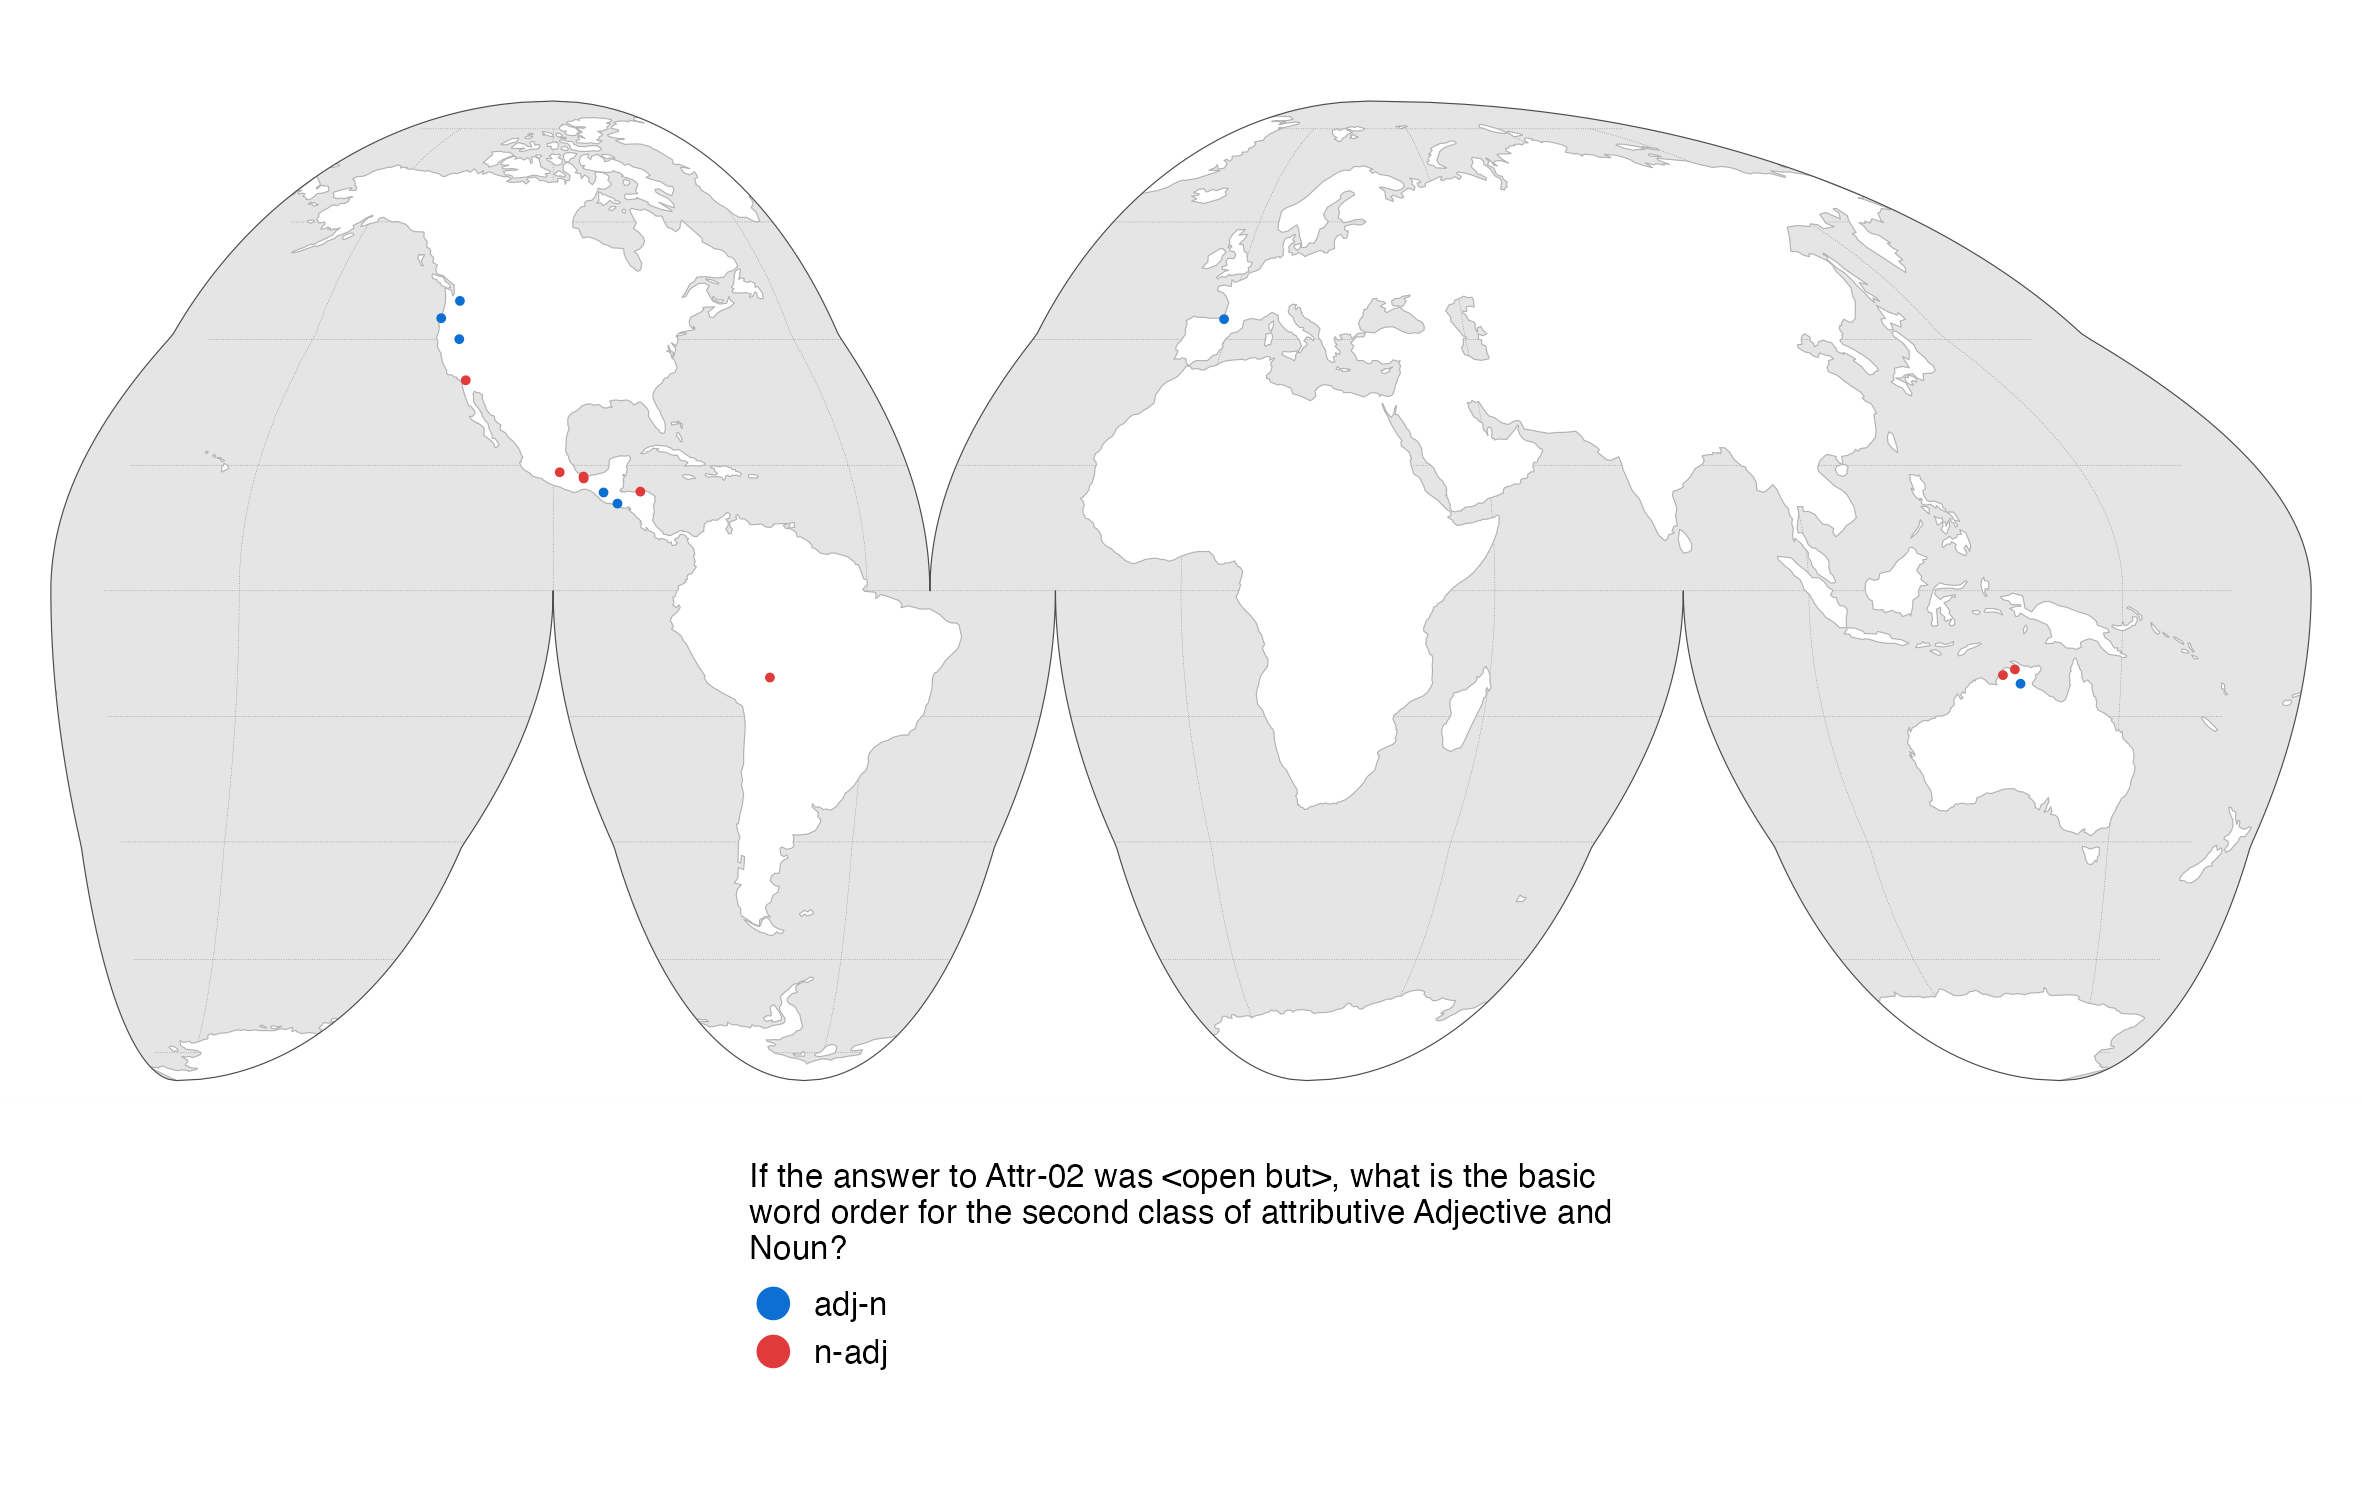 If the answer to Attr-02 was <open but>, what is the basic
word order for the second class of attributive Adjective and
Noun?
adj-n
n-adj